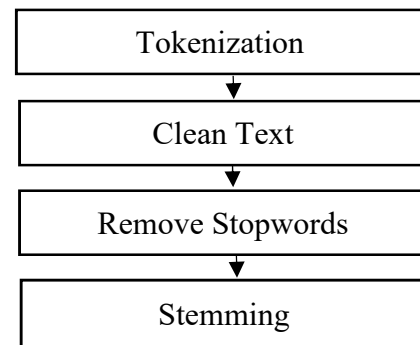 Tokenization
Clean Text
Remove Stopwords
Stemming